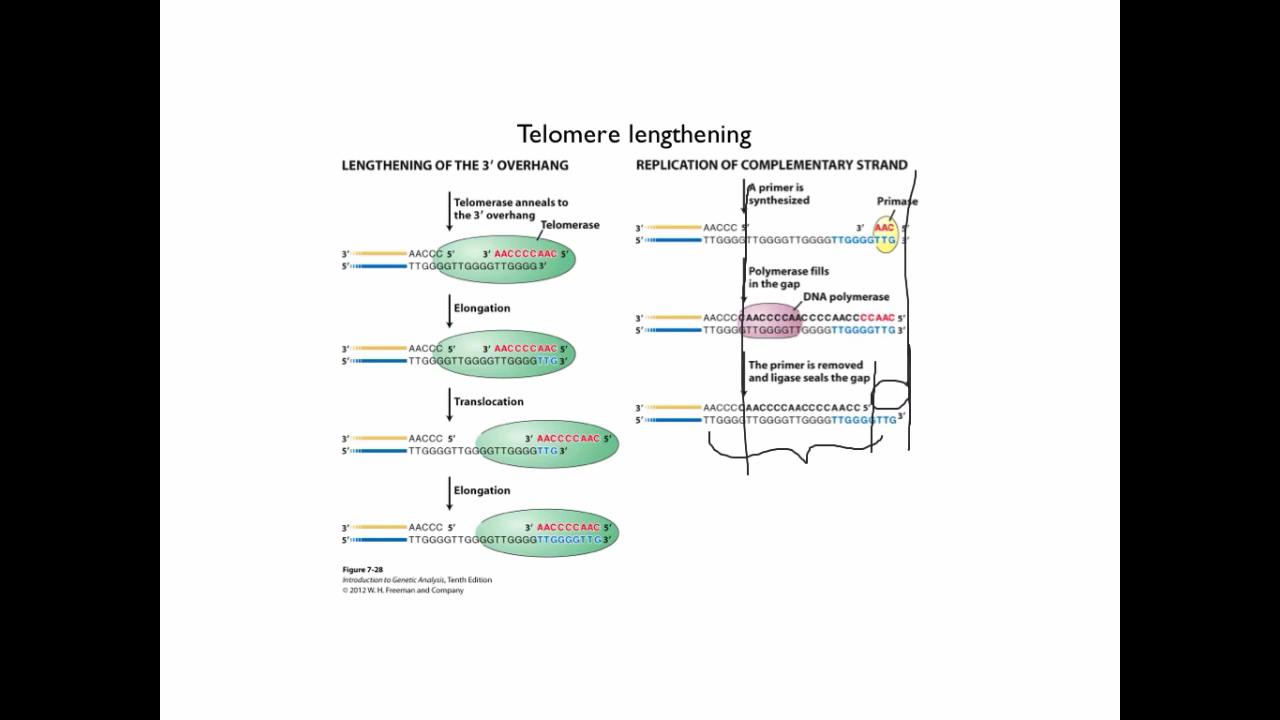 Telomere lengthening
LENGTHENING OF THE 3′ OVERHANG
Telomerase anneals to
the 3′ overhang
Telomerase
3′ AACCC 5′ 3′ AACCCCAAC 5′
5′ TTGGGGTTGGGGTTGGGG 3′
Elongation
3′ AACCC 5′ 3′ AACCCCAAC 5′
5′ TTGGGGTTGGGGTTGGGGTTG 3′
Translocation
3′ AACCC 5′ 3′ AACCCCAAC 5′
5′ TTGGGGTTGGGGTTGGGGTTG 3′
Elongation
3′ AACCC 5′ 3′ AACCCCAAC 5′
5′ TTGGGGTTGGGGTTGGGGTTGGGGTTG 3′
Figure 7-28
Introduction to Genetic Analysis, Tenth Edition
© 2012 W. H. Freeman and Company
REPLICATION OF COMPLEMENTARY STRAND
A primer is
synthesized
Primase
3′ AACCC 5′ 3′ AAC 5′
5′ TTGGGGTTGGGGTTGGGGTTGGGGTTG 3′
Polymerase fills
in the gap
DNA polymerase
3′ AACCCCAACCCCAACCCCAACCCCAAC 5′
5′ TTGGGGTTGGGGTTGGGGTTGGGGTTG 3′
The primer is removed
and ligase seals the gap
3′ AACCCCAACCCCAACCCCAACC 5′
5′ TTGGGGTTGGGGTTGGGGTTGGGGTTG 3′